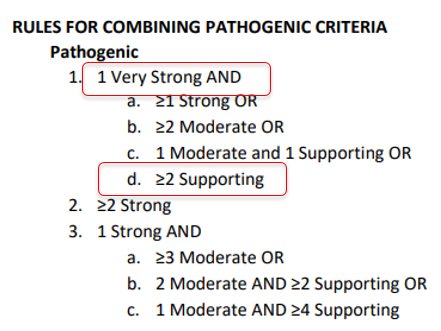 RULES FOR COMBINING PATHOGENIC CRITERIA
Pathogenic
1. 1 Very Strong AND
a. ≥1 Strong OR
b. ≥2 Moderate OR
c. 1 Moderate and 1 Supporting OR
d. ≥2 Supporting
2. ≥2 Strong
3. 1 Strong AND
a. ≥3 Moderate OR
b. 2 Moderate AND ≥2 Supporting OR
c. 1 Moderate AND ≥4 Supporting